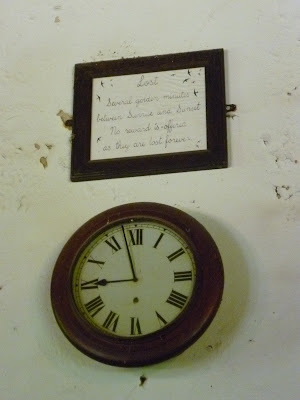 Lost
Several golden minutes
between Sunrise and Sunset
No reward is offered
as they are lost forever.
XII
I
II
III
IIII
V
VI
VII
VIII
IX
X
XI